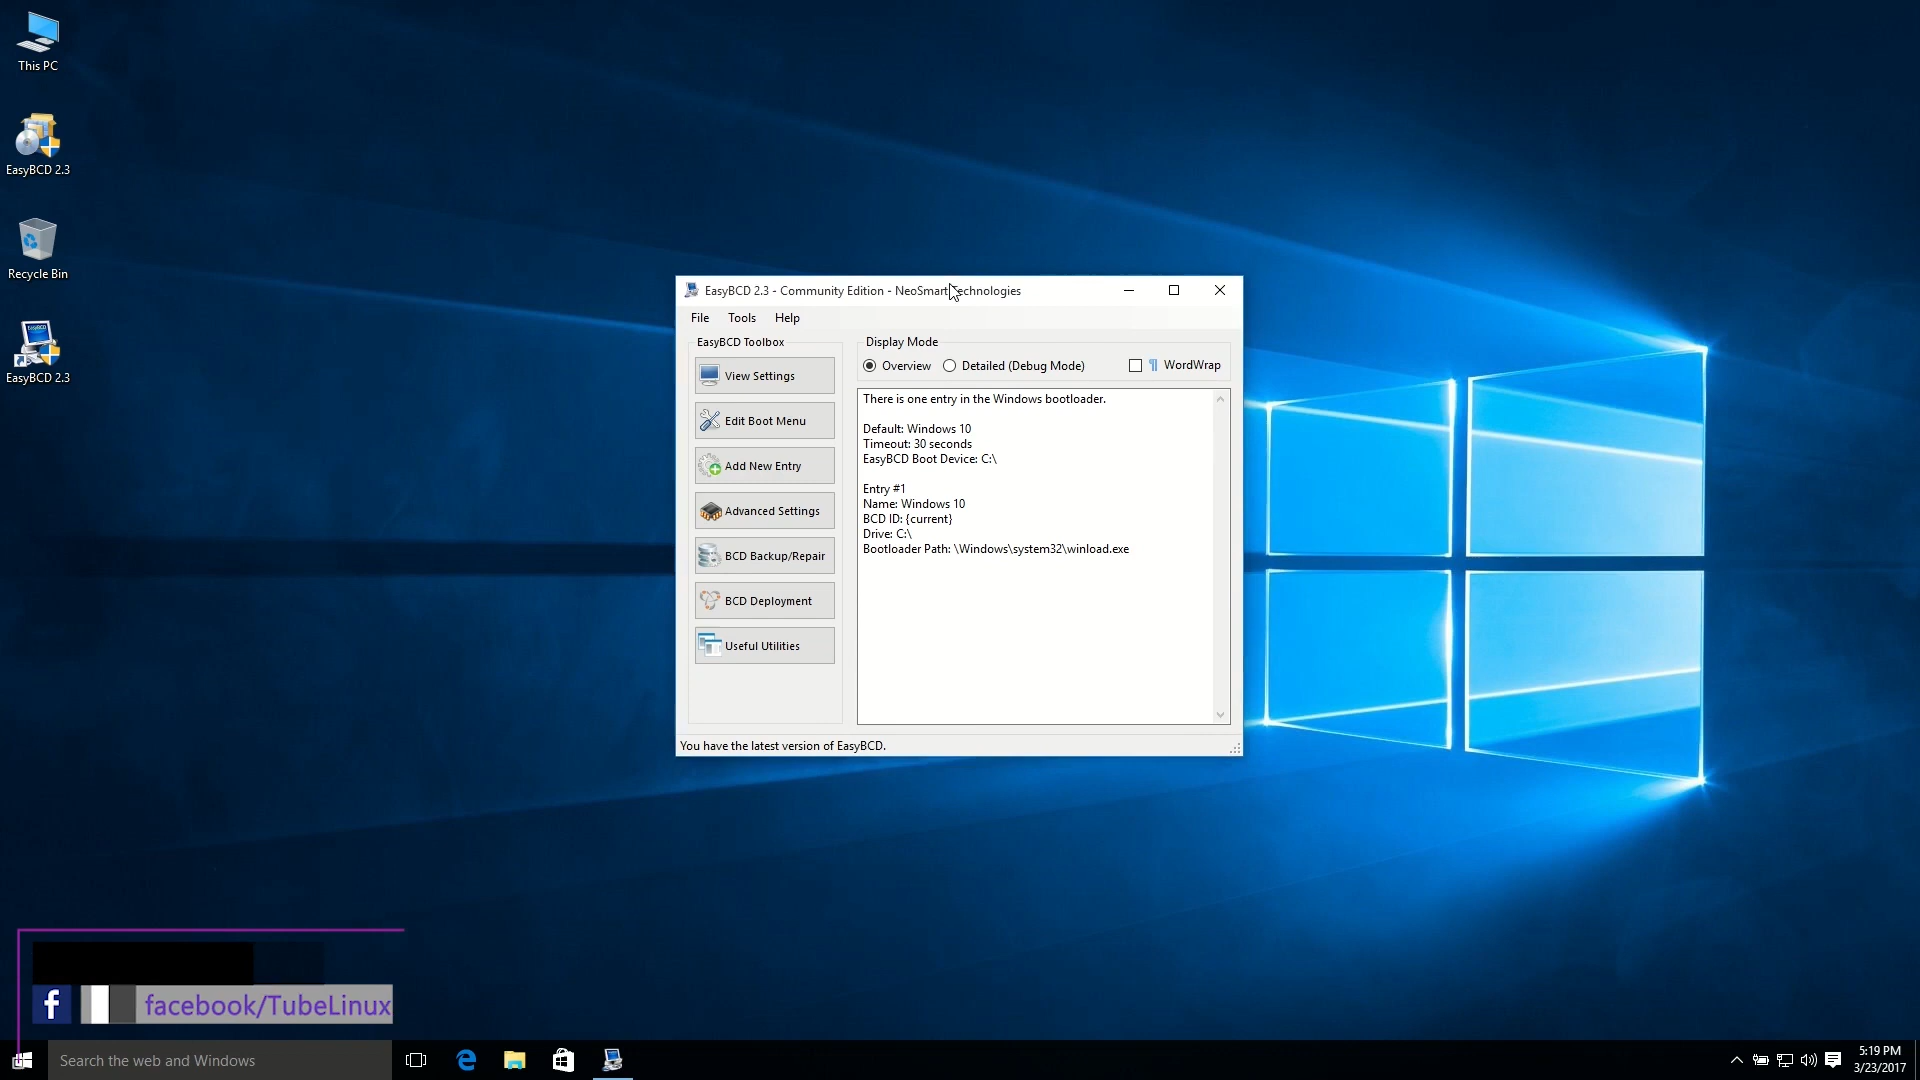 This PC
EasyBCD 2.3
Recycle Bin
EasyBCD 2.3
EasyBCD 2.3 - Community Edition - NeoSmart Technologies
File Tools Help
EasyBCD Toolbox
View Settings
Edit Boot Menu
Add New Entry
Advanced Settings
BCD Backup/Repair
BCD Deployment
Useful Utilities
Display Mode
Overview Detailed (Debug Mode) WordWrap
There is one entry in the Windows bootloader.
Default: Windows 10
Timeout: 30 seconds
EasyBCD Boot Device: C:\
Entry #1
Name: Windows 10
BCD ID: {current}
Drive: C:\
Bootloader Path: \Windows\system32\winload.exe
You have the latest version of EasyBCD.
facebook/TubeLinux
Search the web and Windows
5:19 PM
3/23/2017